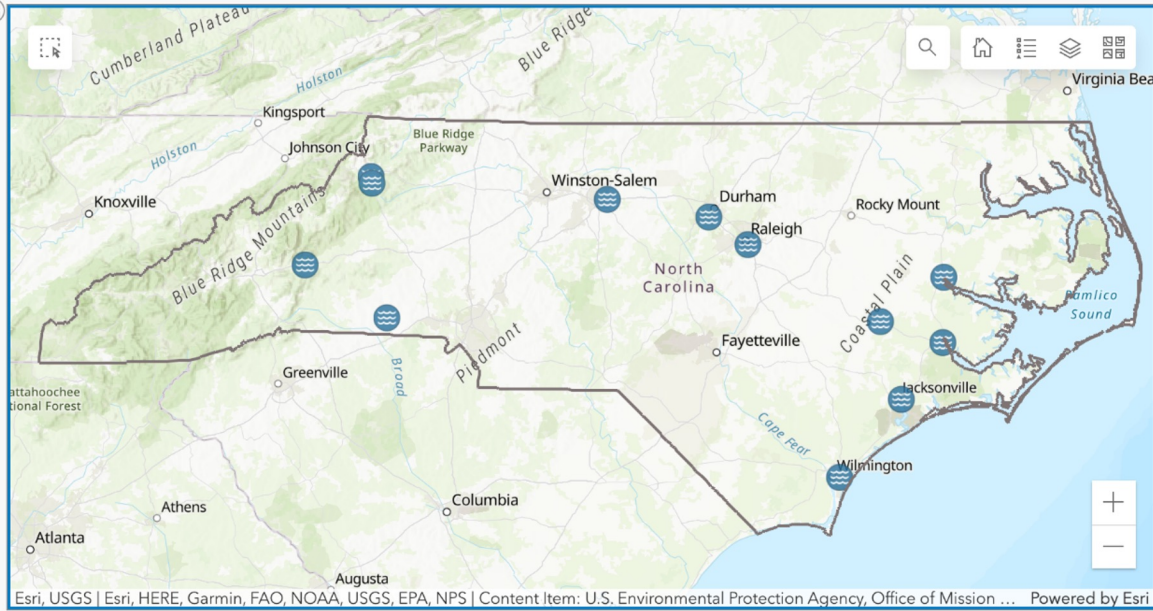 Cumberland Plateau
Blue Ridge
Holston
Virginia Bea
Kingsport
Blue Ridge
Parkway
Johnson City
Holston
Winston-Salem
Durham
Knoxville
Rocky Mount
Raleigh
Blue Ridge Mountains
North
Carolina
Coastal Plain
Pamlico
Sound
Fayetteville
Piedmont
Greenville
Broad
Jacksonville
attahoochee
tional Forest
Cape Fear
Wilmington
Columbia
Athens
Atlanta
Augusta
Esri, USGS | Esri, HERE, Garmin, FAO, NOAA, USGS, EPA, NPS | Content Item: U.S. Environmental Protection Agency, Office of Mission ... Powered by Esri